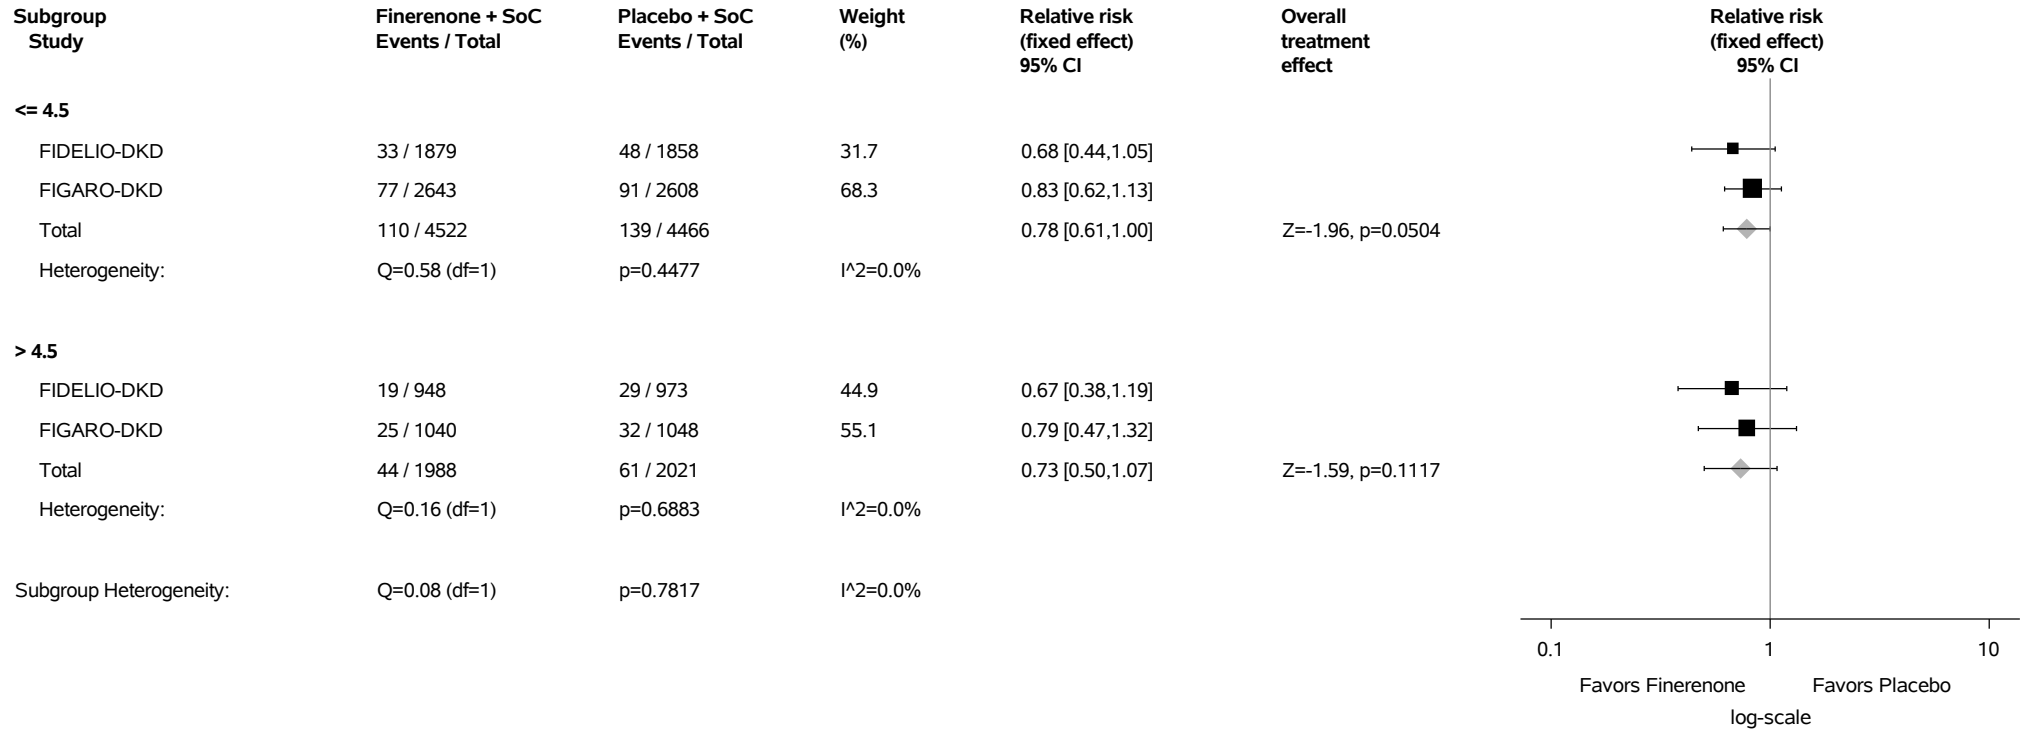 Subgroup Finerenone + SoC Placebo + SoC Weight Relative risk Overall Relative risk
Study Events / Total Events / Total (%) (fixed effect) treatment (fixed effect)
95% CI effect 95% CI
<= 4.5
FIDELIO-DKD 33 / 1879 48 / 1858 31.7 0.68 [0.44,1.05]
FIGARO-DKD 77 / 2643 91 / 2608 68.3 0.83 [0.62,1.13]
Total 110 / 4522 139 / 4466 0.78 [0.61,1.00] Z=-1.96, p=0.0504
Heterogeneity: Q=0.58 (df=1) p=0.4477 I^2=0.0%
> 4.5
FIDELIO-DKD 19 / 948 29 / 973 44.9 0.67 [0.38,1.19]
FIGARO-DKD 25 / 1040 32 / 1048 55.1 0.79 [0.47,1.32]
Total 44 / 1988 61 / 2021 0.73 [0.50,1.07] Z=-1.59, p=0.1117
Heterogeneity: Q=0.16 (df=1) p=0.6883 I^2=0.0%
Subgroup Heterogeneity: Q=0.08 (df=1) p=0.7817 I^2=0.0%
0.1 1 10
Favors Finerenone Favors Placebo
log-scale